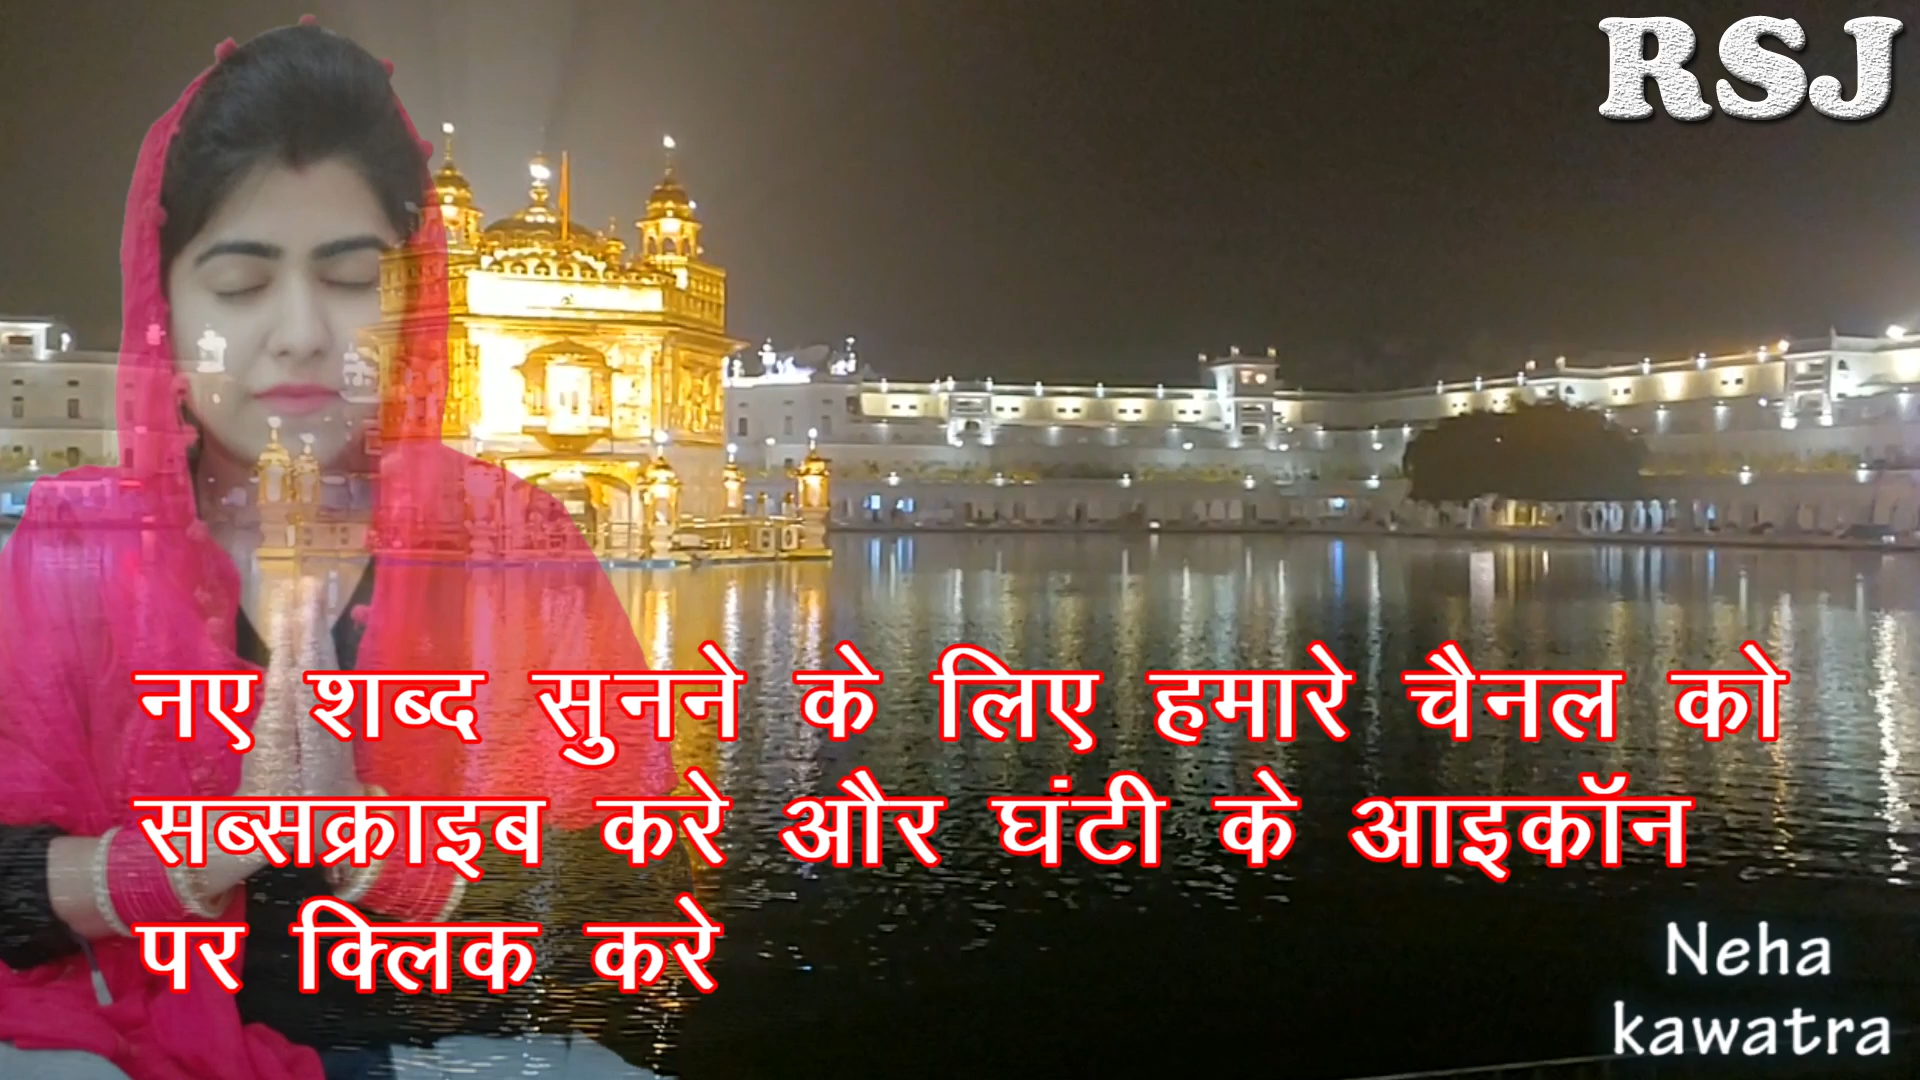 RSJ
नए शब्द सुनने के लिए हमारे चैनल को
सब्सक्राइब करे और घंटी के आइकॉन
पर क्लिक करे
Neha
kawatra